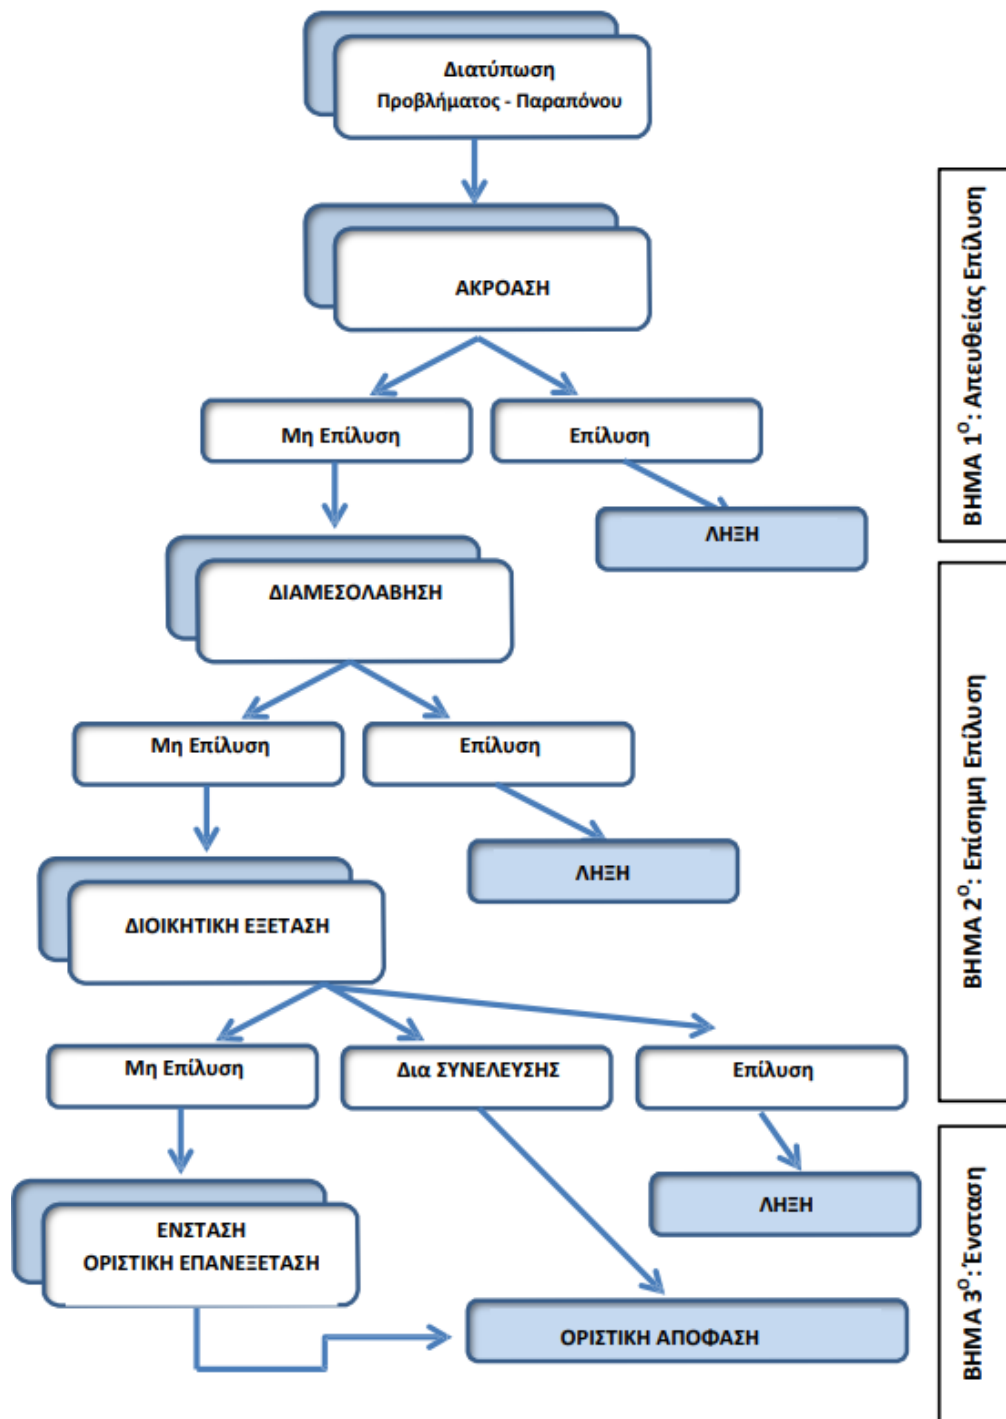 Διατύπωση
Προβλήματος - Παραπόνου
ΑΚΡΟΑΣΗ
Μη Επίλυση
Επίλυση
ΛΗΞΗ
ΒΗΜΑ 1Ο: Απευθείας Επίλυση
ΔΙΑΜΕΣΟΛΑΒΗΣΗ
Μη Επίλυση
Επίλυση
ΛΗΞΗ
ΔΙΟΙΚΗΤΙΚΗ ΕΞΕΤΑΣΗ
Μη Επίλυση
Δια ΣΥΝΕΛΕΥΣΗΣ
Επίλυση
ΒΗΜΑ 2Ο: Επίσημη Επίλυση
ΛΗΞΗ
ΕΝΣΤΑΣΗ
ΟΡΙΣΤΙΚΗ ΕΠΑΝΕΞΕΤΑΣΗ
ΟΡΙΣΤΙΚΗ ΑΠΟΦΑΣΗ
ΒΗΜΑ 3Ο: Ένσταση